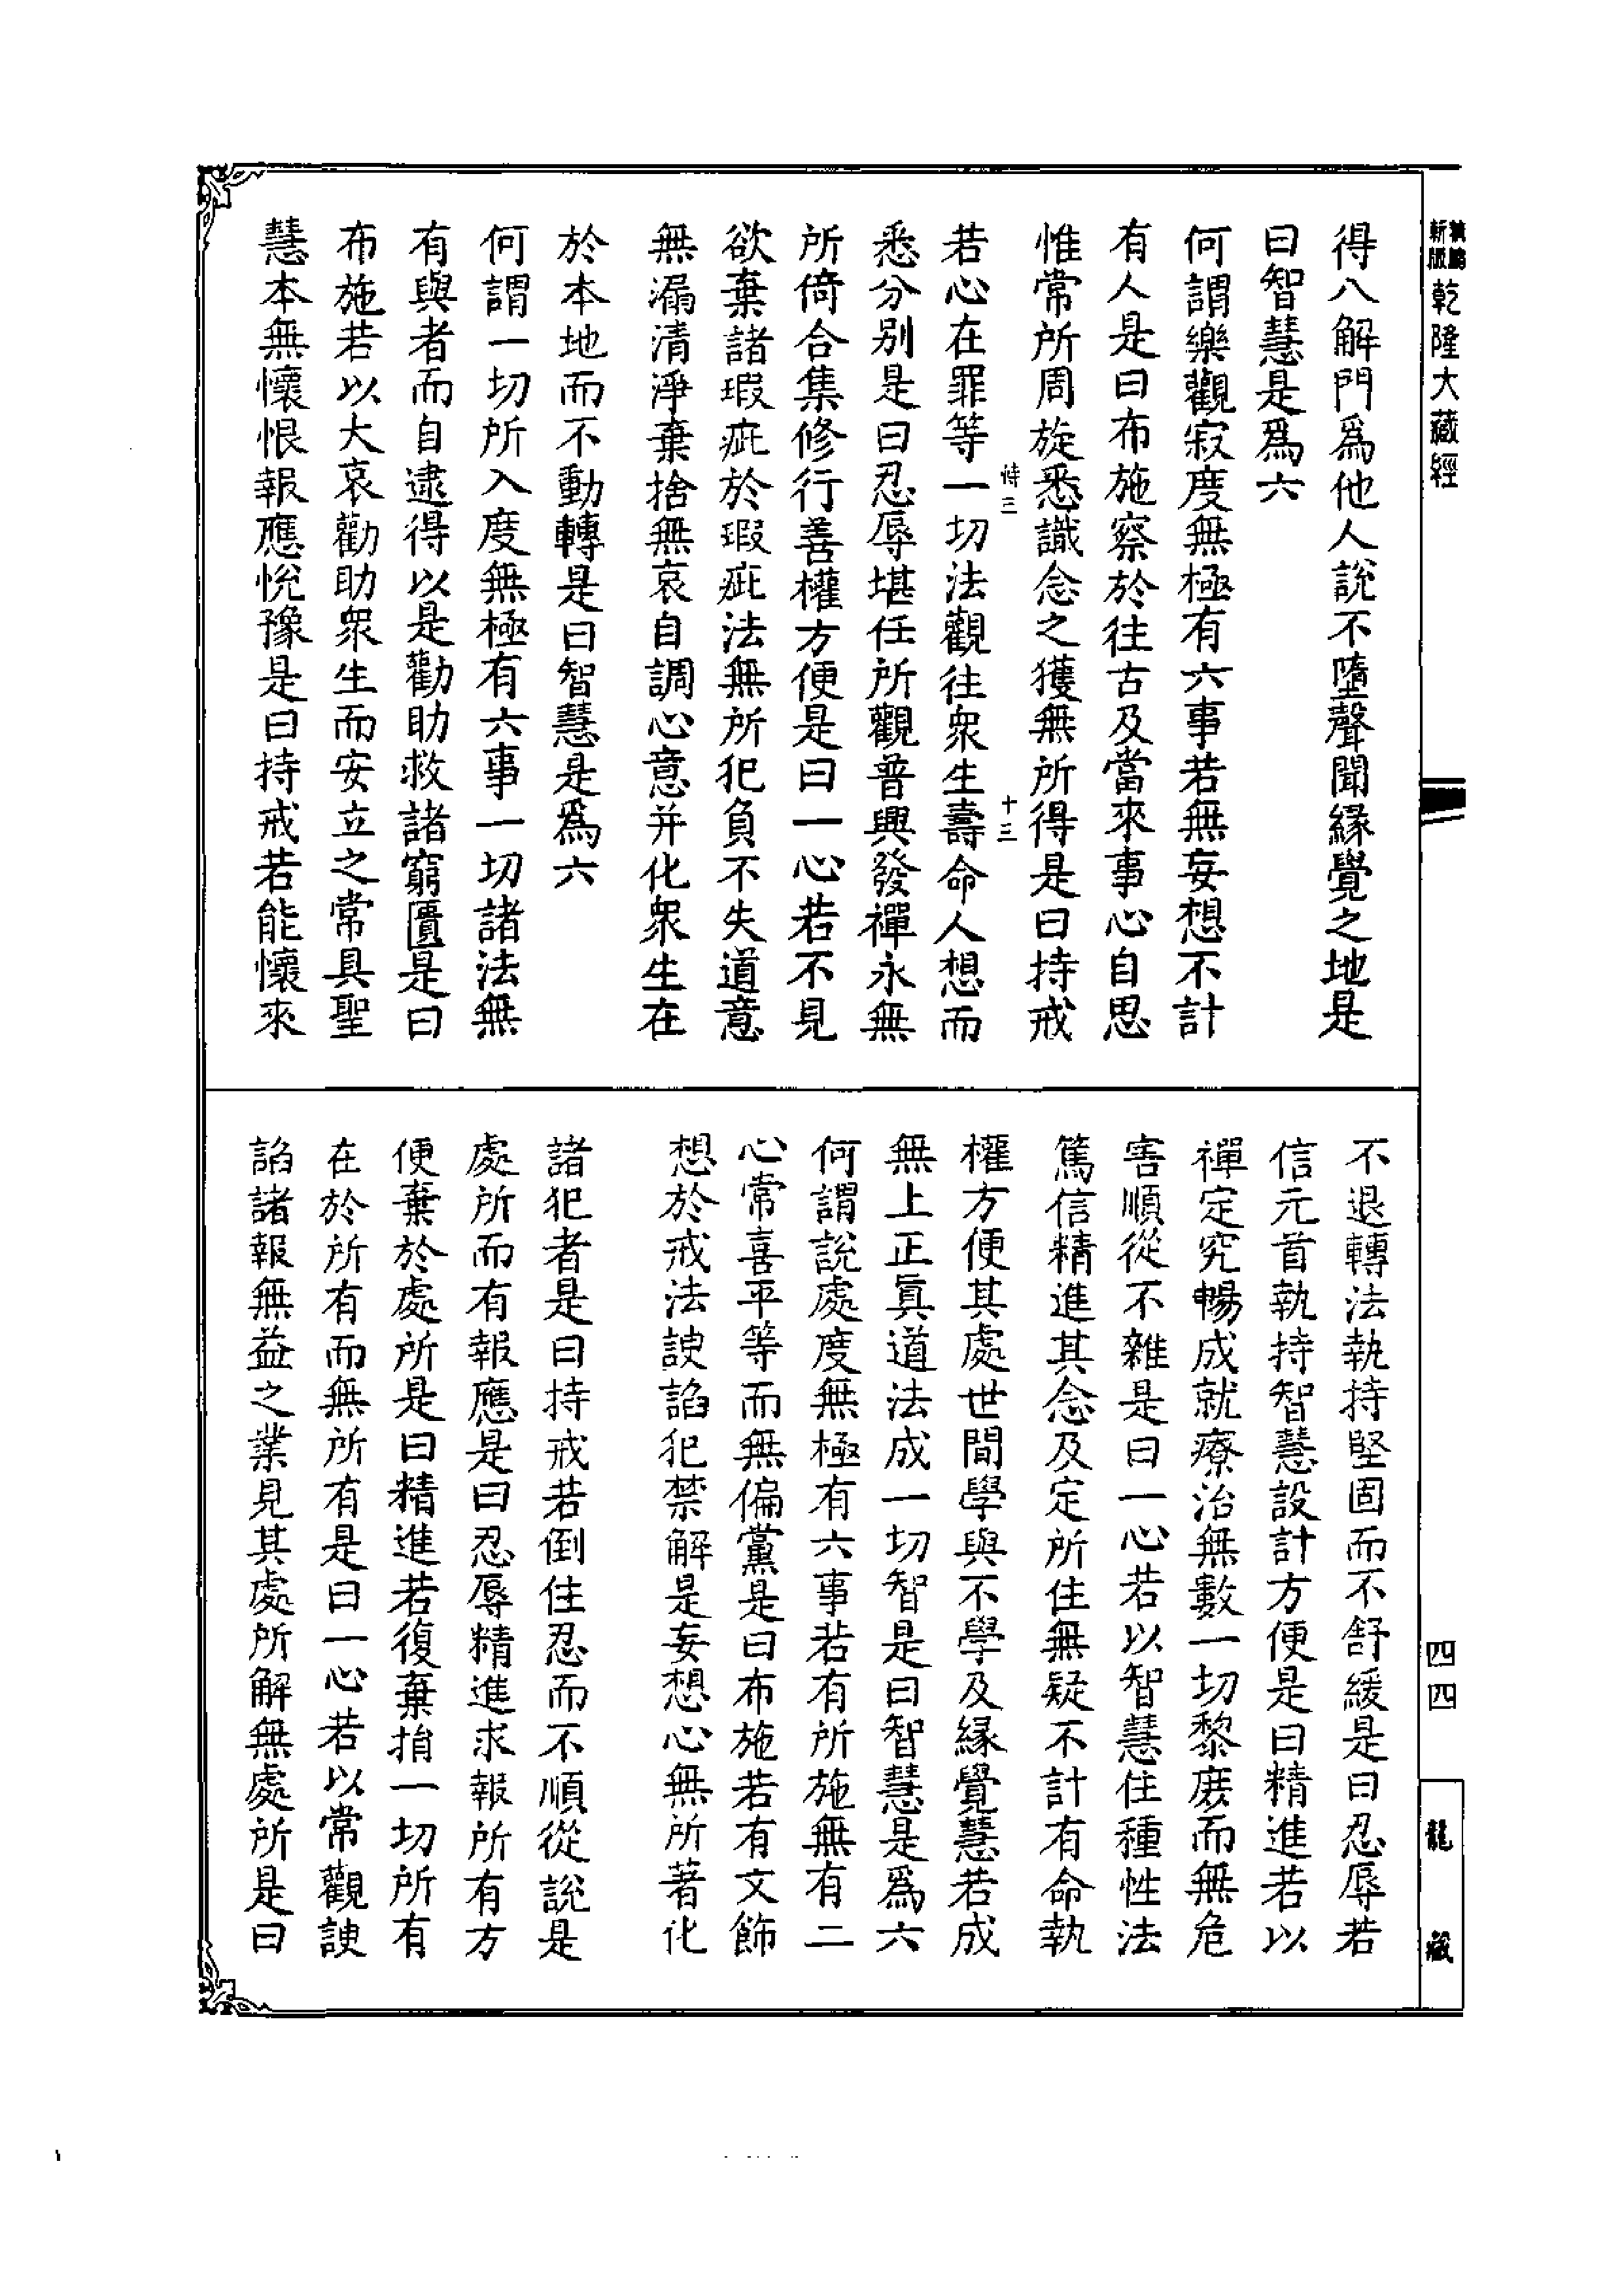 新版
乾隆大藏經
得八解門爲他人說不墮聲聞緣覺之地是
曰智慧是爲六
何謂樂觀寂度無極有六事若無妄想不計
有人是曰布施察於往古及當來事心自思
惟常所周旋悉識念之獲無所得是曰持戒
恃三
十三
若心在罪等一切法觀往衆生壽命人想而
悉分別是曰忍辱堪任所觀普興發禪永無
所倚合集修行善權方便是曰一心若不見
欲棄諸瑕疵於瑕疵法無所犯負不失道意
無漏清淨棄捨無哀自調心意并化衆生在
於本地而不動轉是曰智慧是爲六
何謂一切所入度無極有六事一切諸法無
有與者而自逮得以是勸助救諸窮匱是曰
布施若以大哀勸助衆生而安立之常具聖
慧本無懷恨報應悅豫是曰持戒若能懷來
不退轉法執持堅固而不舒緩是曰忍辱若
信元首執持智慧設計方便是曰精進若以
禪定究暢成就療治無數一切黎庶而無危
害順從不雜是曰一心若以智慧住種性法
篤信精進其念及定所住無疑不計有命執
權方便其處世間學與不學及緣覺慧若成
無上正眞道法成一切智是曰智慧是爲六
何謂說處度無極有六事若有所施無有二
心常喜平等而無偏黨是曰布施若有文飾
想於戒法諛諂犯禁解是妄想心無所著化
諸犯者是曰持戒若倒住忍而不順從說是
處所而有報應是曰忍辱精進求報所有方
便棄於處所是曰精進若復棄捐一切所有
在於所有而無所有是曰一心若以常觀諛
諂諸報無益之業見其處所解無處所是曰
四四
龍藏